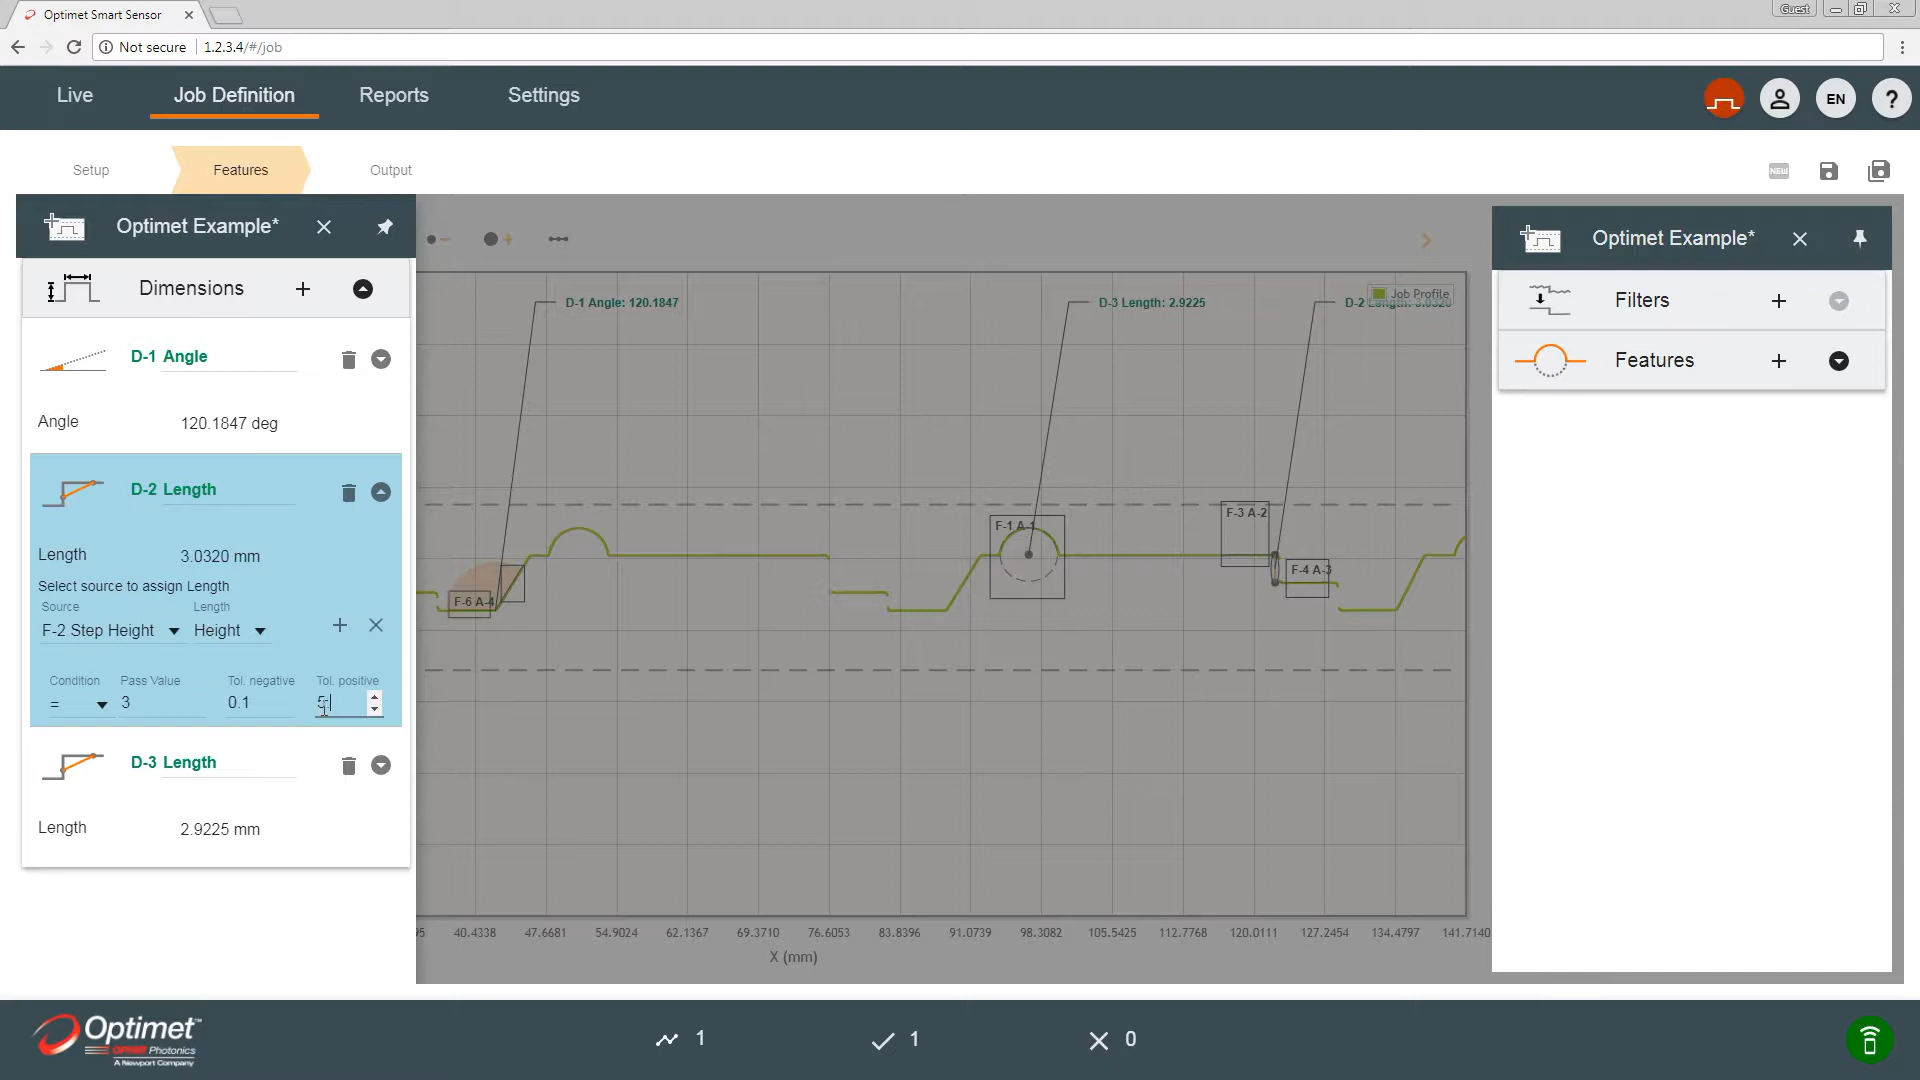 Optimet Smart Sensor
Guest
Not secure
1.2.3.4/#/job
Live
Job Definition
Reports
Settings
EN
?
Setup
Features
Output
NEW
Optimet Example*
Dimensions
D-1 Angle
Angle
120.1847 deg
D-2 Length
Length
3.0320 mm
Select source to assign Length
Source
Length
F-2 Step Height
Height
Condition
Pass Value
Tol. negative
Tol. positive
=
3
0.1
D-3 Length
Length
2.9225 mm
D-1 Angle: 120.1847
D-3 Length: 2.9225
D-2 Length: 3.0320
Job Profile
F-6 A-4
F-1 A-1
F-3 A-2
F-4 A-3
95
40.4338
47.6681
54.9024
62.1367
69.3710
76.6053
83.8396
91.0739
98.3082
105.5425
112.7768
120.0111
127.2454
134.4797
141.7140
X (mm)
Optimet Example*
Filters
Features
Optimet
Photonics
A Newport Company
1
1
0